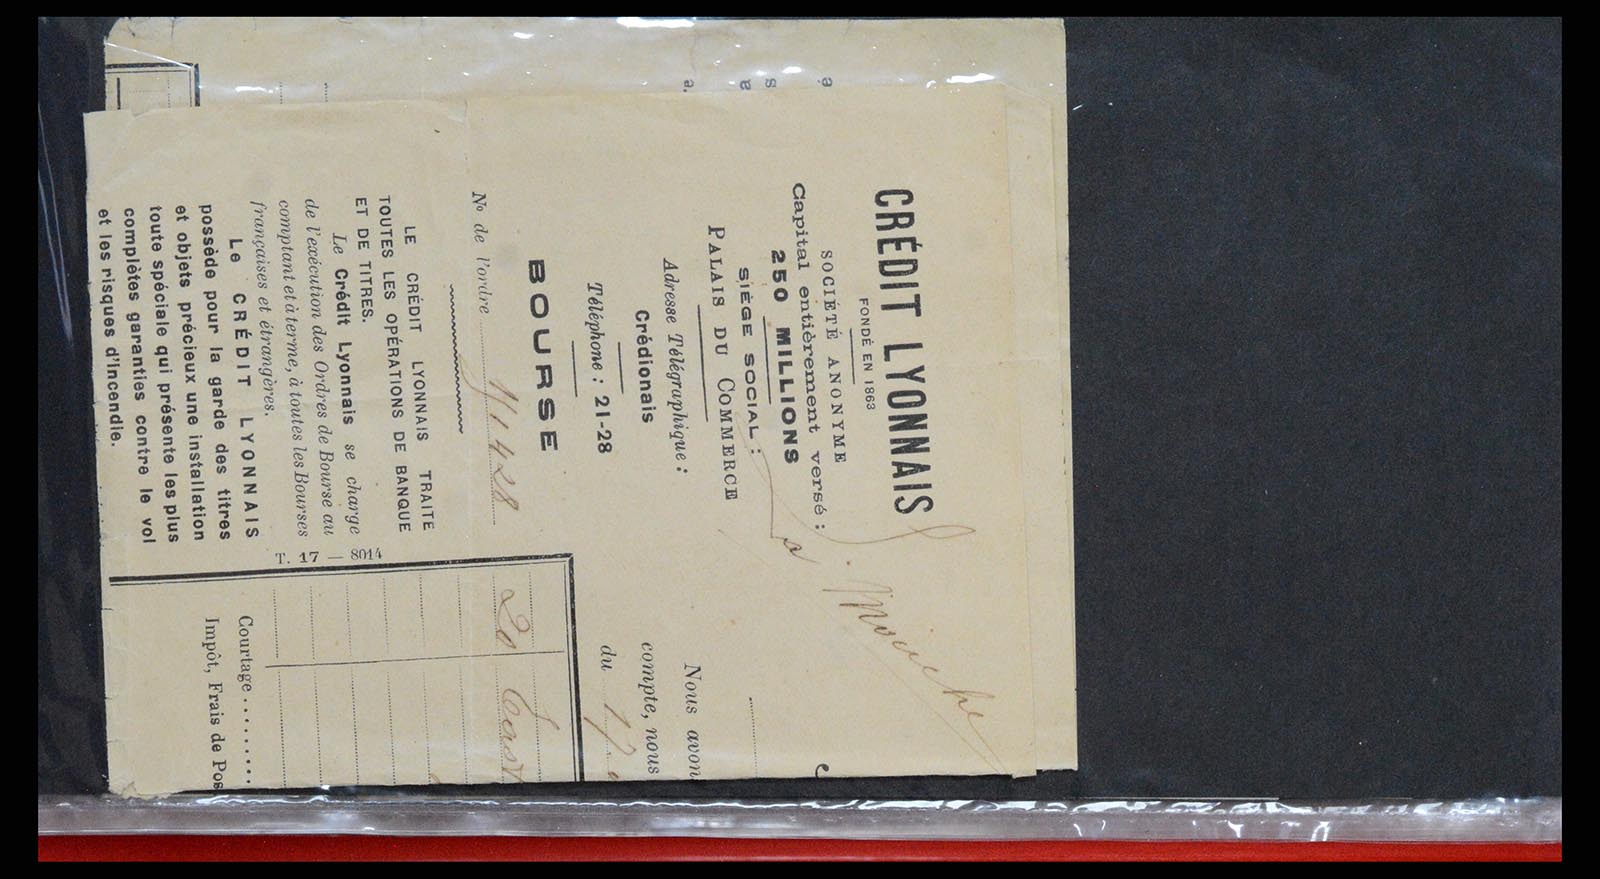 CRÉDIT LYONNAIS
FONDÉ EN 1863
SOCIÉTÉ ANONYME
Capital entièrement versé :
250 MILLIONS
SIÈGE SOCIAL :
PALAIS DU COMMERCE
Adresse Télégraphique :
Crédionais
Téléphone : 21-28
BOURSE
No de l'ordre
LE CRÉDIT LYONNAIS TRAITE
TOUTES LES OPÉRATIONS DE BANQUE
ET DE TITRES.
Le Crédit Lyonnais se charge
de l'exécution des Ordres de Bourse au
comptant et à terme, à toutes les Bourses
françaises et étrangères.
Le CRÉDIT LYONNAIS
possède pour la garde des titres
et objets précieux une installation
toute spéciale qui présente les plus
complètes garanties contre le vol
et les risques d'incendie.
T. 17 — 8014
Nous avon
compte, nous
du 17
20
Courtage
Impôt, Frais de Pos